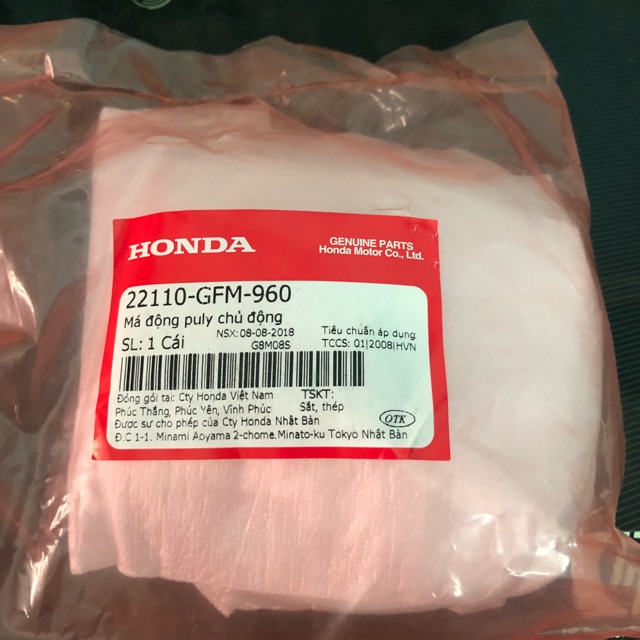 HONDA
GENUINE PARTS
Honda Motor Co., Ltd.
22110-GFM-960
Má động puly chủ động
SL: 1 Cái
NSX: 08-08-2018
G8M08S
Tiêu chuẩn áp dụng:
TCCS: 01|2008|HVN
Đóng gói tại: Cty Honda Việt Nam
Phúc Thắng, Phúc Yên, Vĩnh Phúc
TSKT:
Sắt, thép
Được sự cho phép của Cty Honda Nhật Bản
Đ.C 1-1. Minami Aoyama 2-chome.Minato-ku Tokyo Nhật Bản
OTK